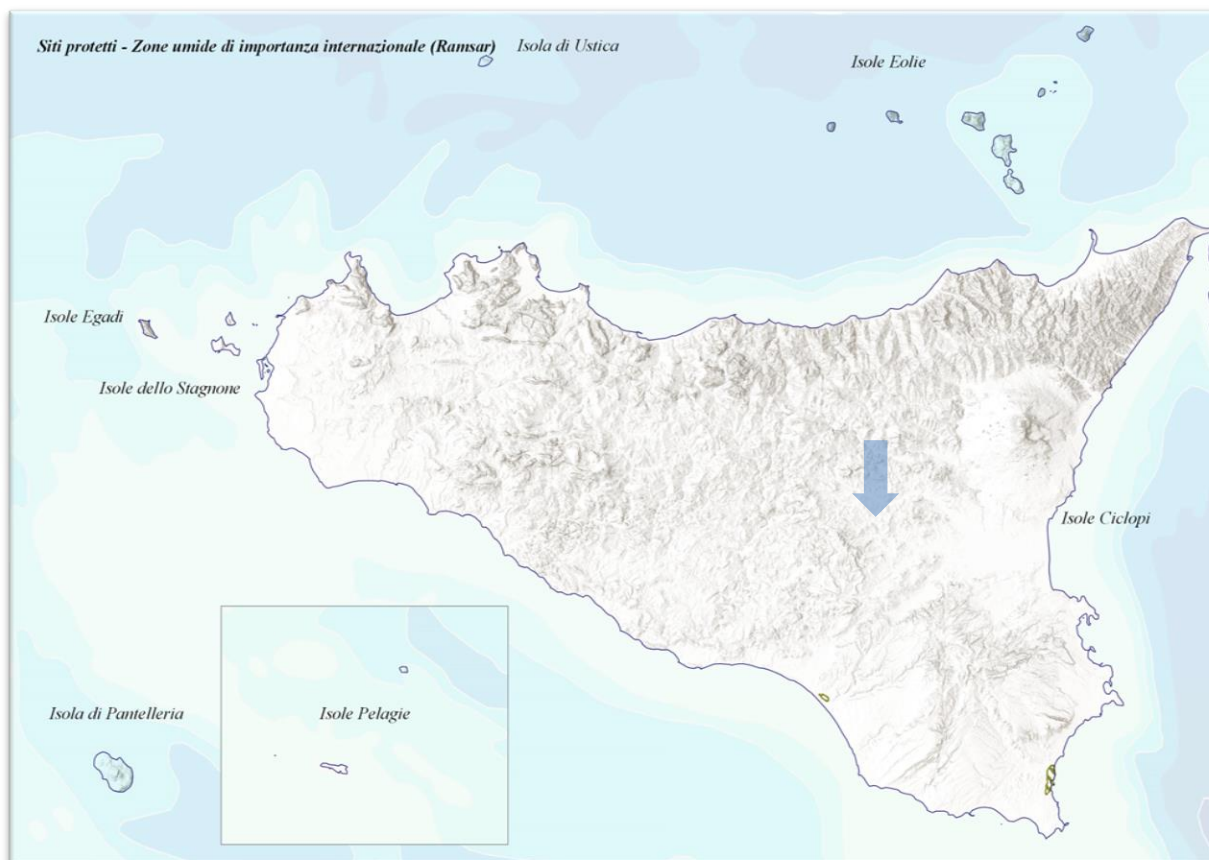 Siti protetti - Zone umide di importanza internazionale (Ramsar)
Isola di Ustica
Isole Eolie
Isole Egadi
Isole dello Stagnone
Isole Ciclopi
Isola di Pantelleria
Isole Pelagie